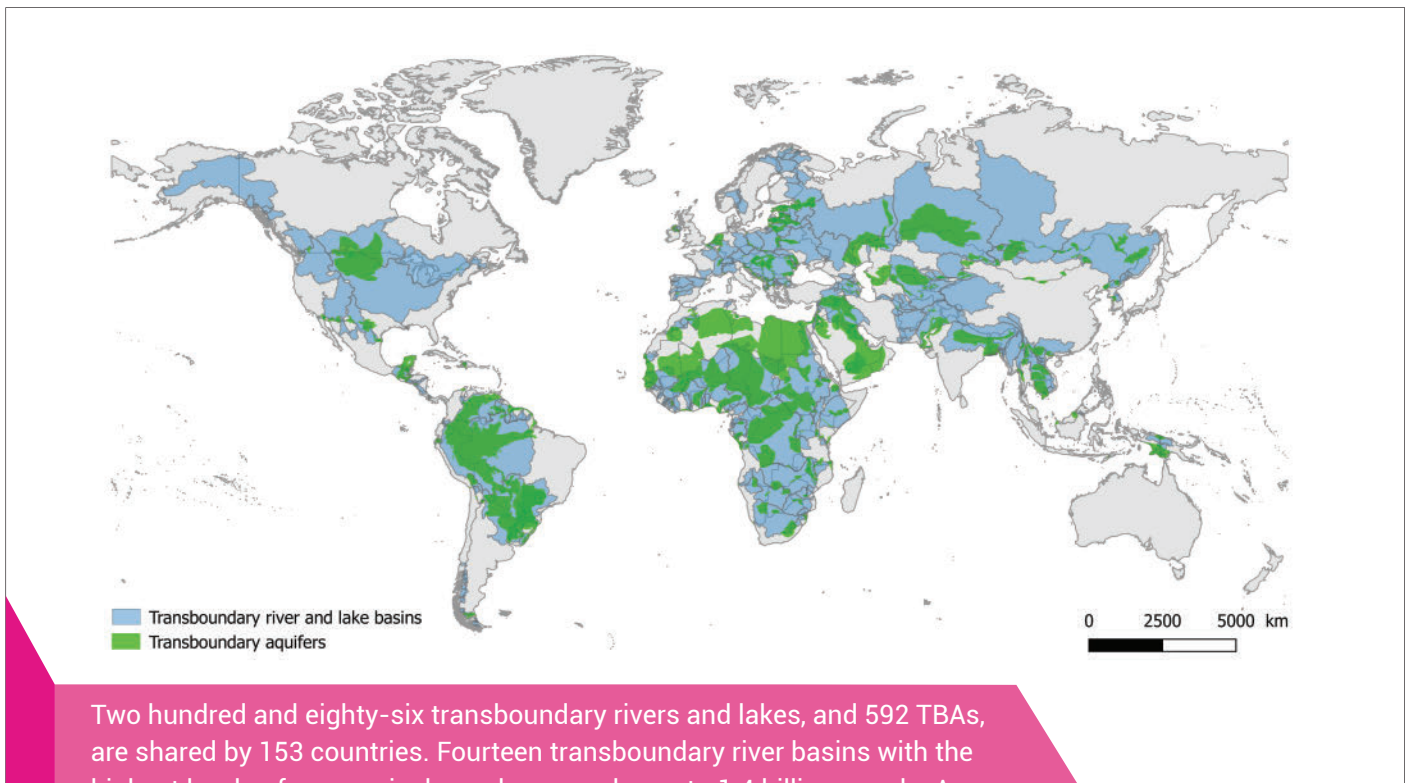 Transboundary river and lake basins
Transboundary aquifers
0 2500 5000 km
Two hundred and eighty-six transboundary rivers and lakes, and 592 TBAs,
are shared by 153 countries. Fourteen transboundary river basins with the